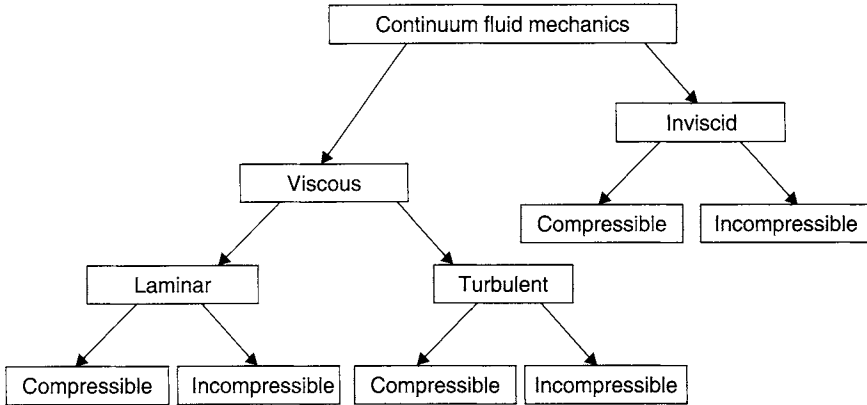 Continuum fluid mechanics
Inviscid
Viscous
Compressible
Incompressible
Laminar
Turbulent
Compressible
Incompressible
Compressible
Incompressible